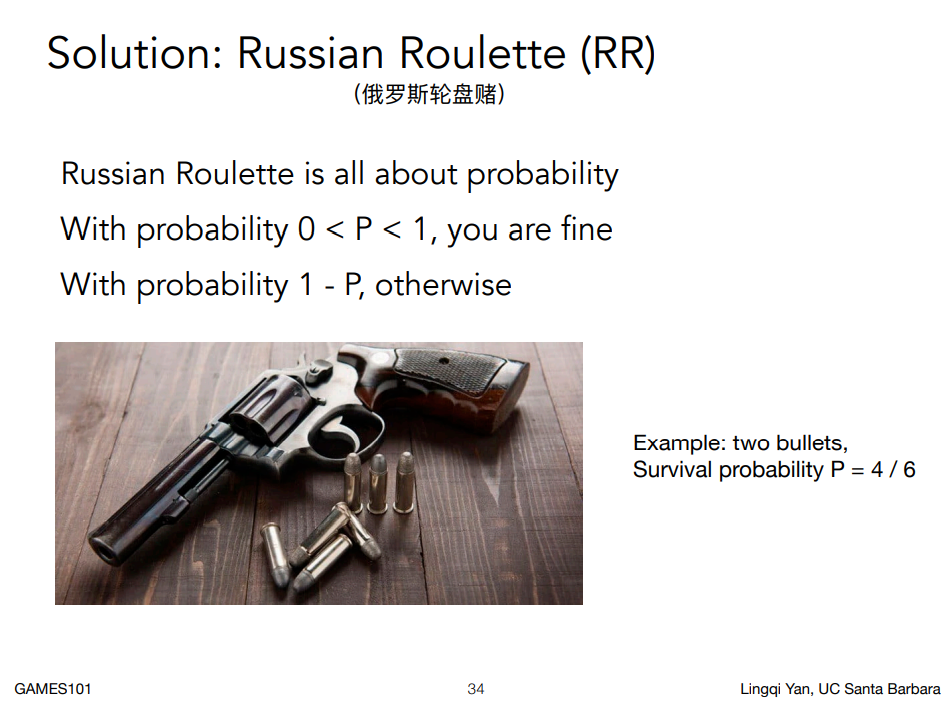 Solution: Russian Roulette (RR)
（俄罗斯轮盘赌）
Russian Roulette is all about probability
With probability 0 < P < 1, you are fine
With probability 1 - P, otherwise
Example: two bullets,
Survival probability P = 4 / 6
GAMES101
34
Lingqi Yan, UC Santa Barbara